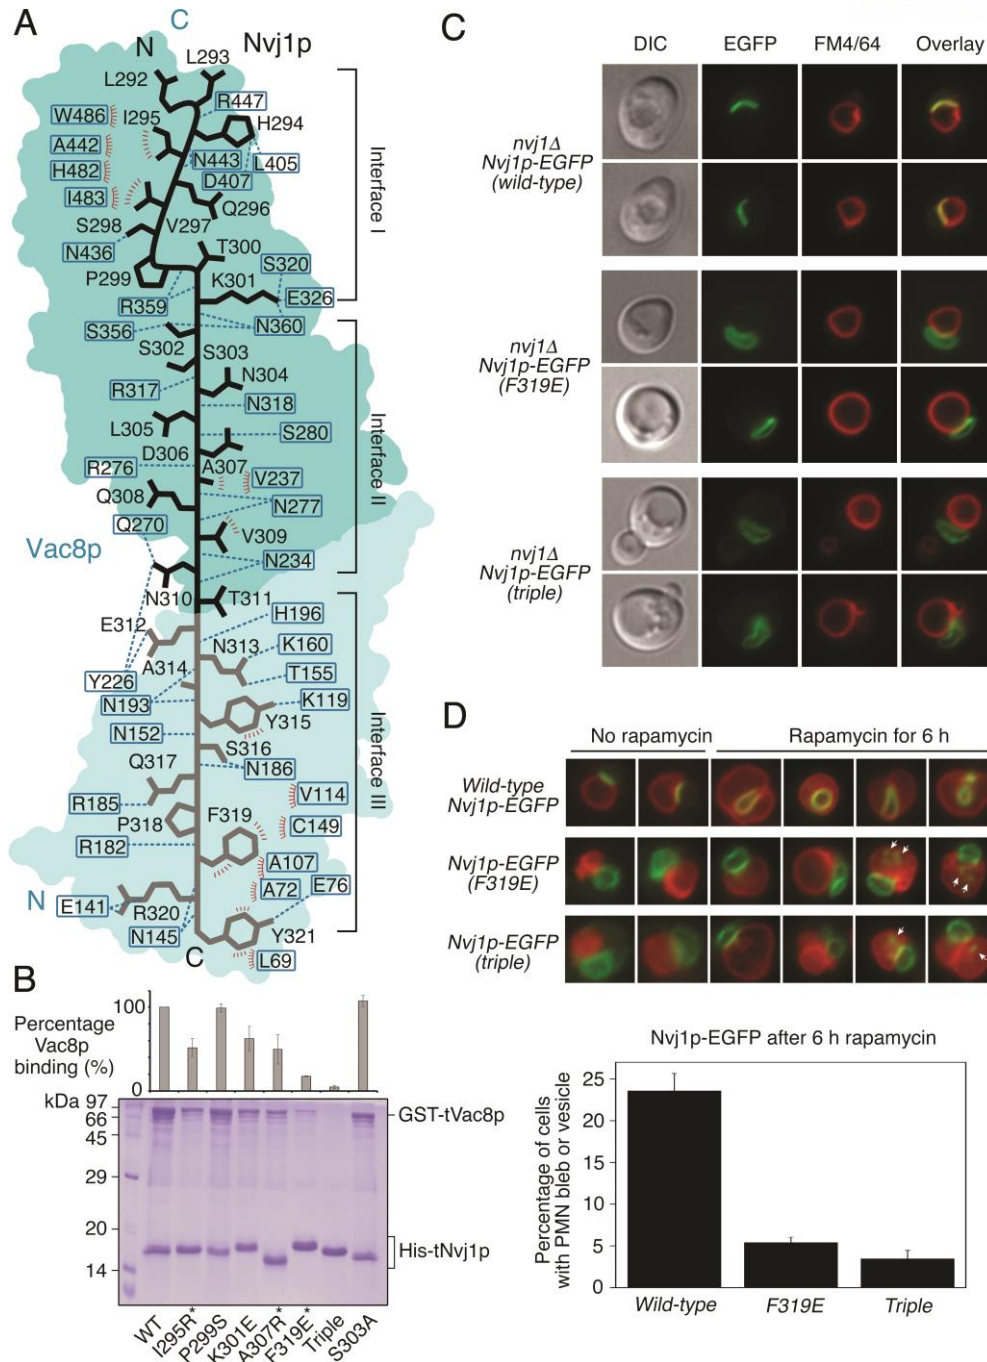 A
C
N
Nvj1p
L293
L292
R447
W486
I295
H294
A442
N443
L405
H482
D407
I483
Q296
V297
S298
N436
T300
P299
K301
S320
R359
E326
S356
N360
Interface I
S302
S303
R317
N304
N318
L305
S280
D306
R276
A307
V237
Q308
N277
Q270
V309
Vac8p
N234
Interface II
N310
T311
E312
H196
N313
K160
A314
T155
Y226
N193
K119
Y315
N152
S316
Q317
N186
V114
R185
F319
C149
P318
R182
A107
A72
E76
N
E141
R320
Y321
N145
C
L69
Interface III
B
Percentage
Vac8p
binding (%)
100
0
kDa 97
66
45
29
20
14
GST-tVac8p
His-tNvj1p
WT
I295R*
P299S
K301E
A307R*
F319E*
Triple
S303A
C
DIC EGFP FM4/64 Overlay
nvj1Δ
Nvj1p-EGFP
(wild-type)
nvj1Δ
Nvj1p-EGFP
(F319E)
nvj1Δ
Nvj1p-EGFP
(triple)
D
No rapamycin Rapamycin for 6 h
Wild-type
Nvj1p-EGFP
Nvj1p-EGFP
(F319E)
Nvj1p-EGFP
(triple)
Nvj1p-EGFP after 6 h rapamycin
Percentage of cells
with PMN bleb or vesicle
25
20
15
10
5
0
Wild-type F319E Triple